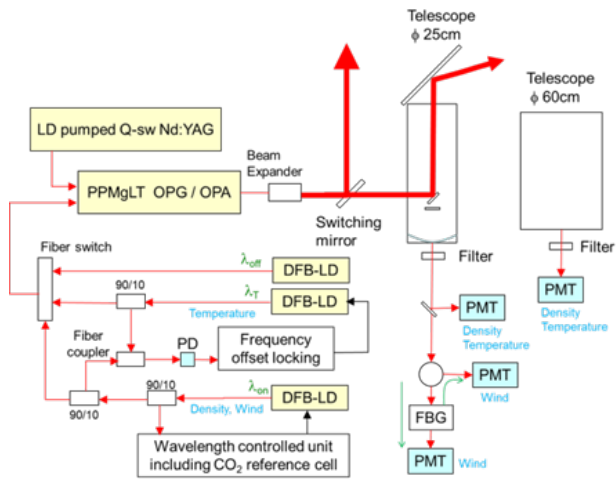 Telescope
ϕ 25cm
Telescope
ϕ 60cm
LD pumped Q-sw Nd:YAG
Beam
Expander
PPMgLT OPG / OPA
Switching
mirror
Fiber switch
Filter
Filter
λoff
DFB-LD
90/10
λT
DFB-LD
Temperature
PMT
Density
Temperature
PMT
Density
Temperature
Fiber
coupler
PD
Frequency
offset locking
PMT
Wind
90/10
90/10
λon
DFB-LD
Density, Wind
FBG
Wavelength controlled unit
including CO2 reference cell
PMT
Wind